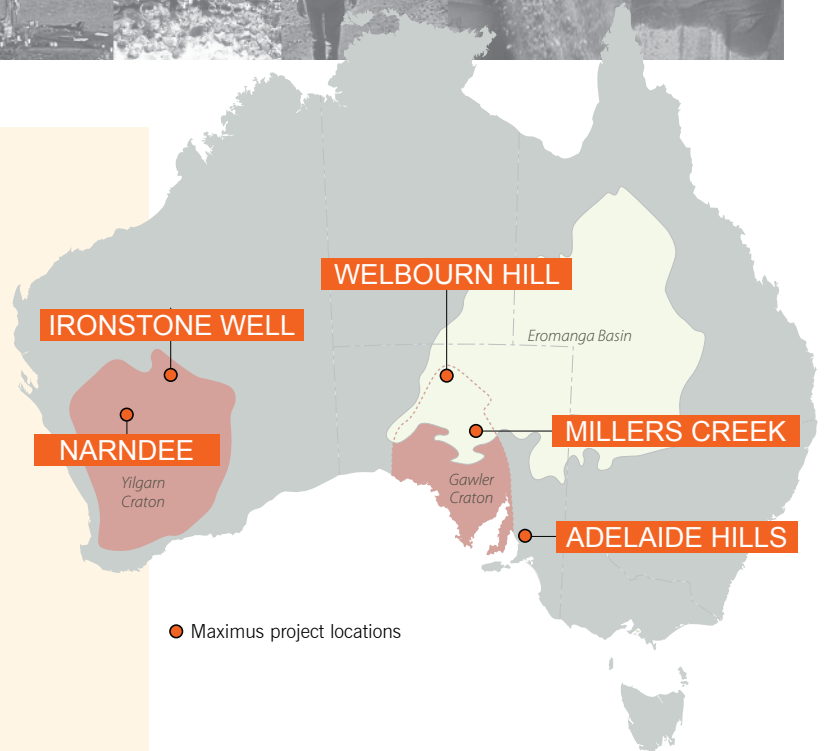 WELBOURN HILL
IRONSTONE WELL
Eromanga Basin
MILLERS CREEK
NARNDEE
Yilgarn
Craton
Gawler
Craton
ADELAIDE HILLS
Maximus project locations